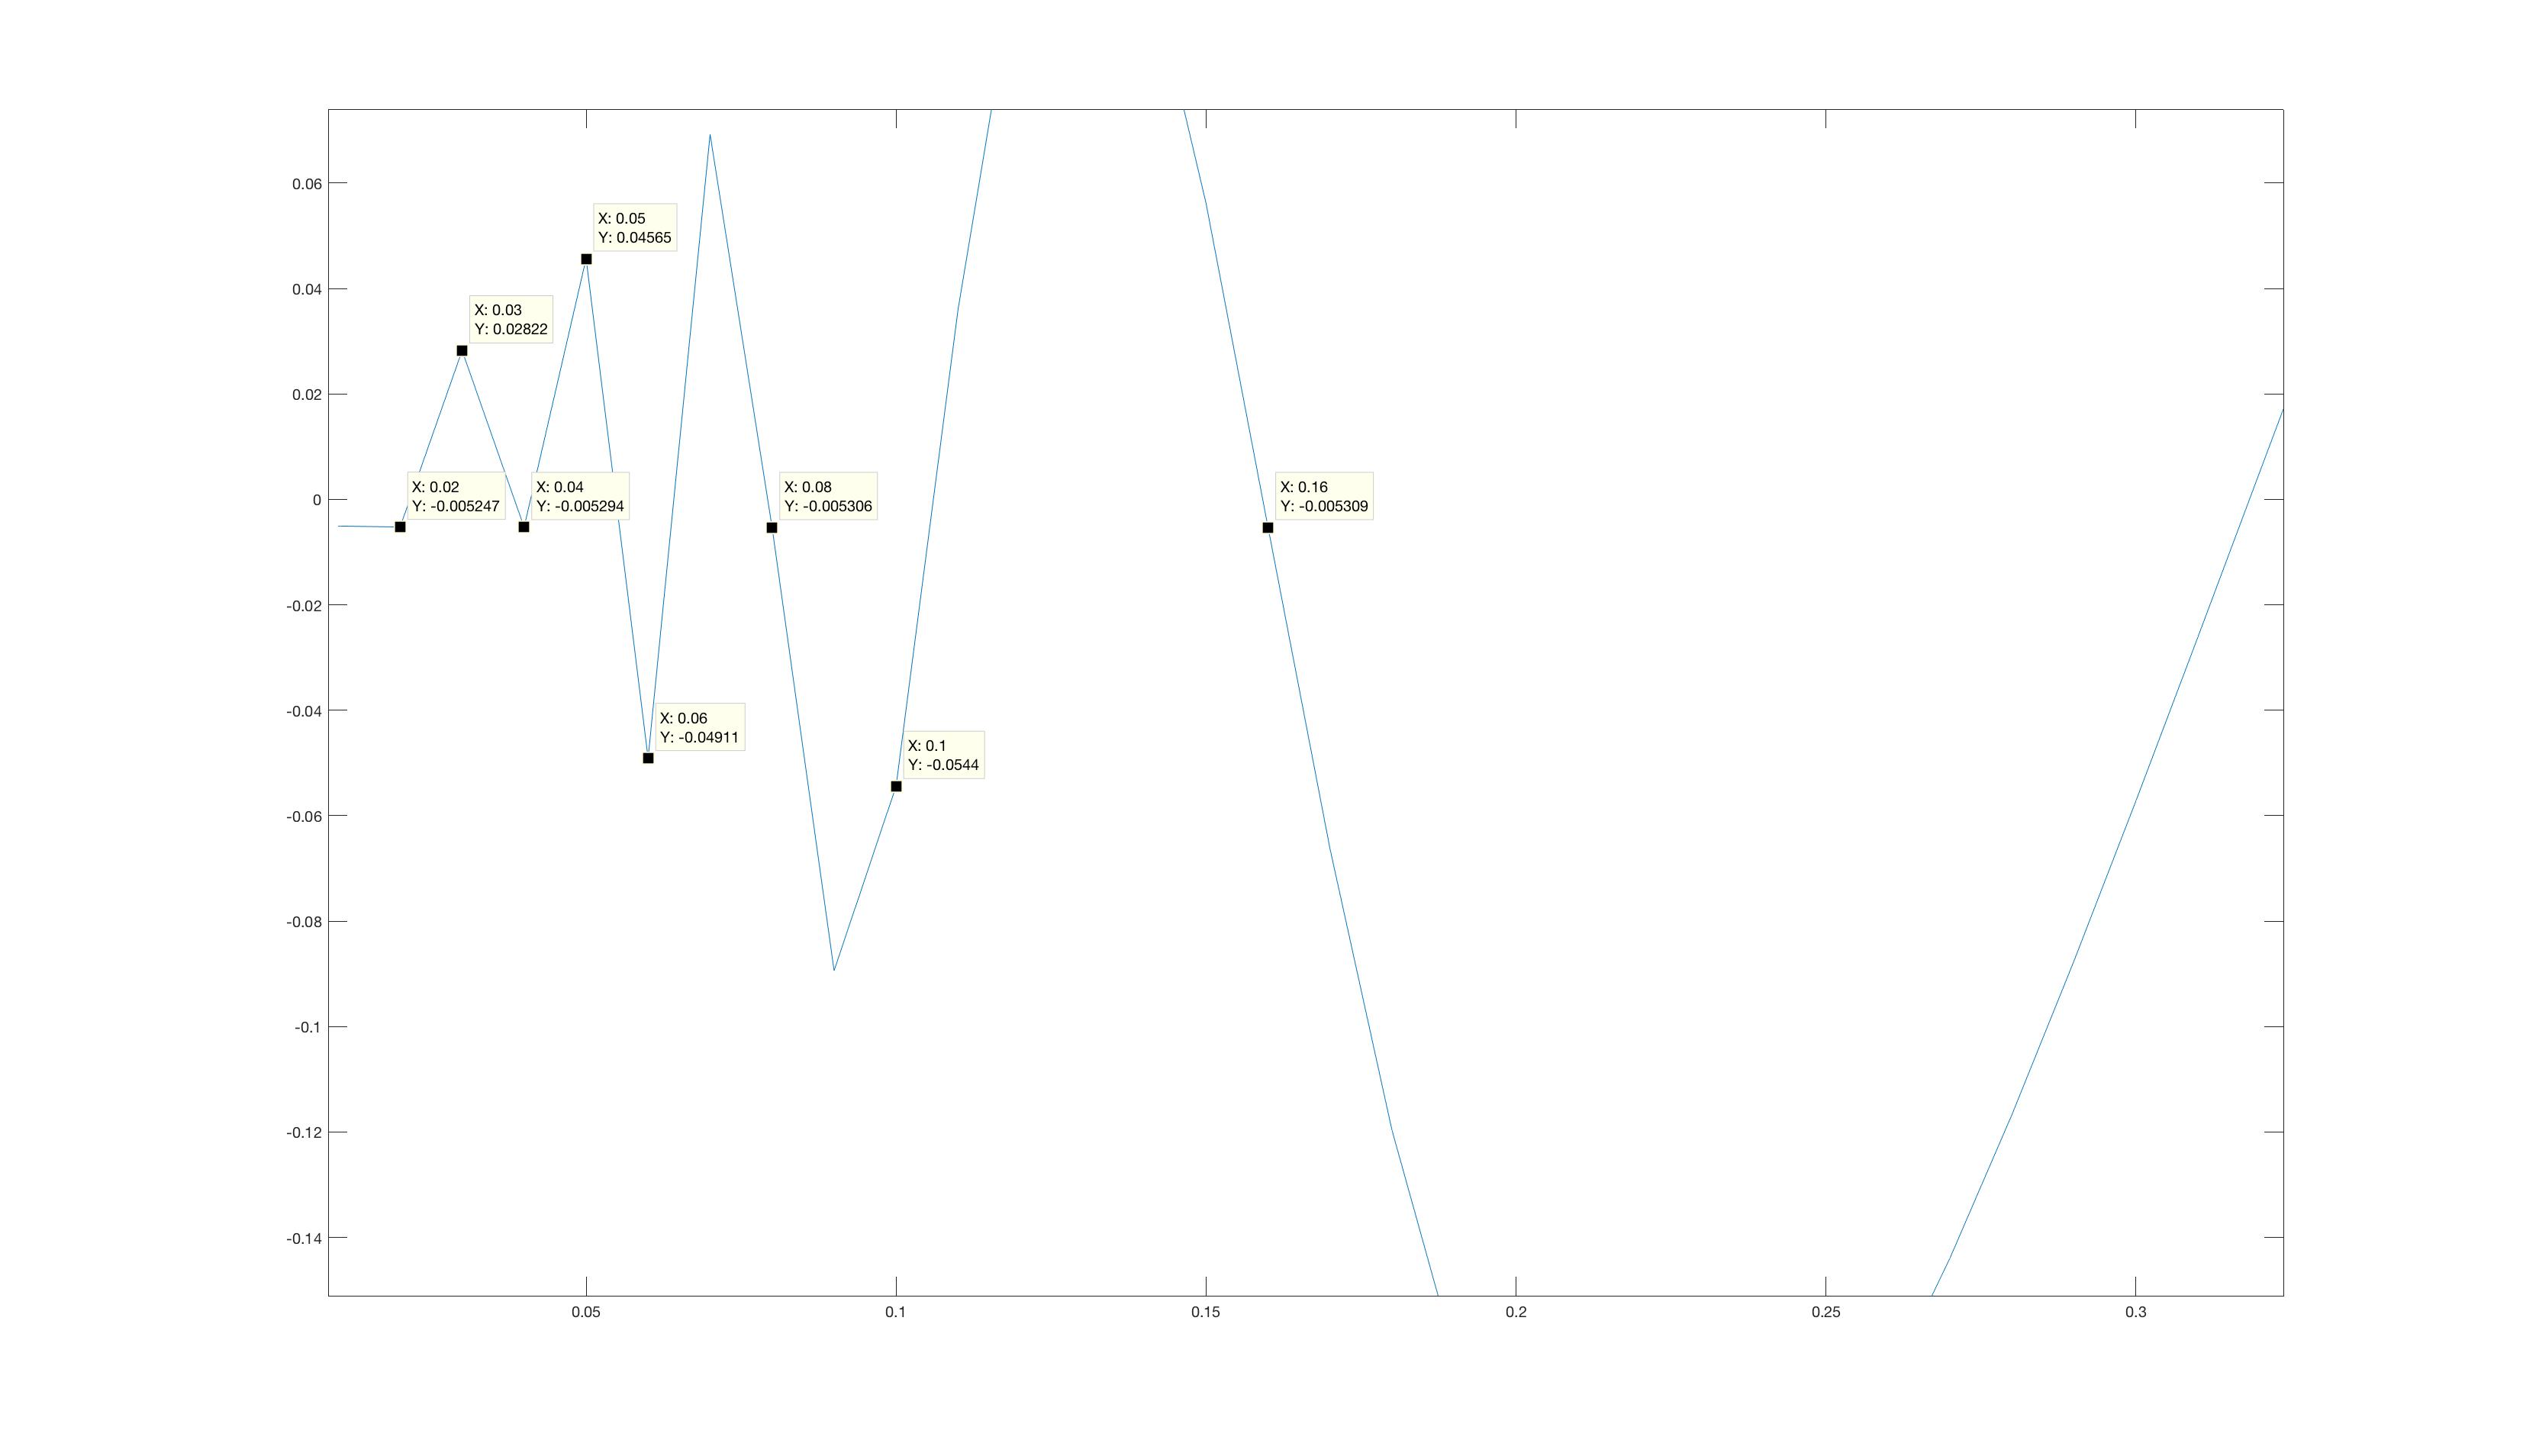 0.06
0.04
0.02
0
-0.02
-0.04
-0.06
-0.08
-0.1
-0.12
-0.14
X: 0.02
Y: -0.005247
X: 0.03
Y: 0.02822
X: 0.04
Y: -0.005294
X: 0.05
Y: 0.04565
X: 0.06
Y: -0.04911
X: 0.08
Y: -0.005306
X: 0.1
Y: -0.0544
X: 0.16
Y: -0.005309
0.05
0.1
0.15
0.2
0.25
0.3